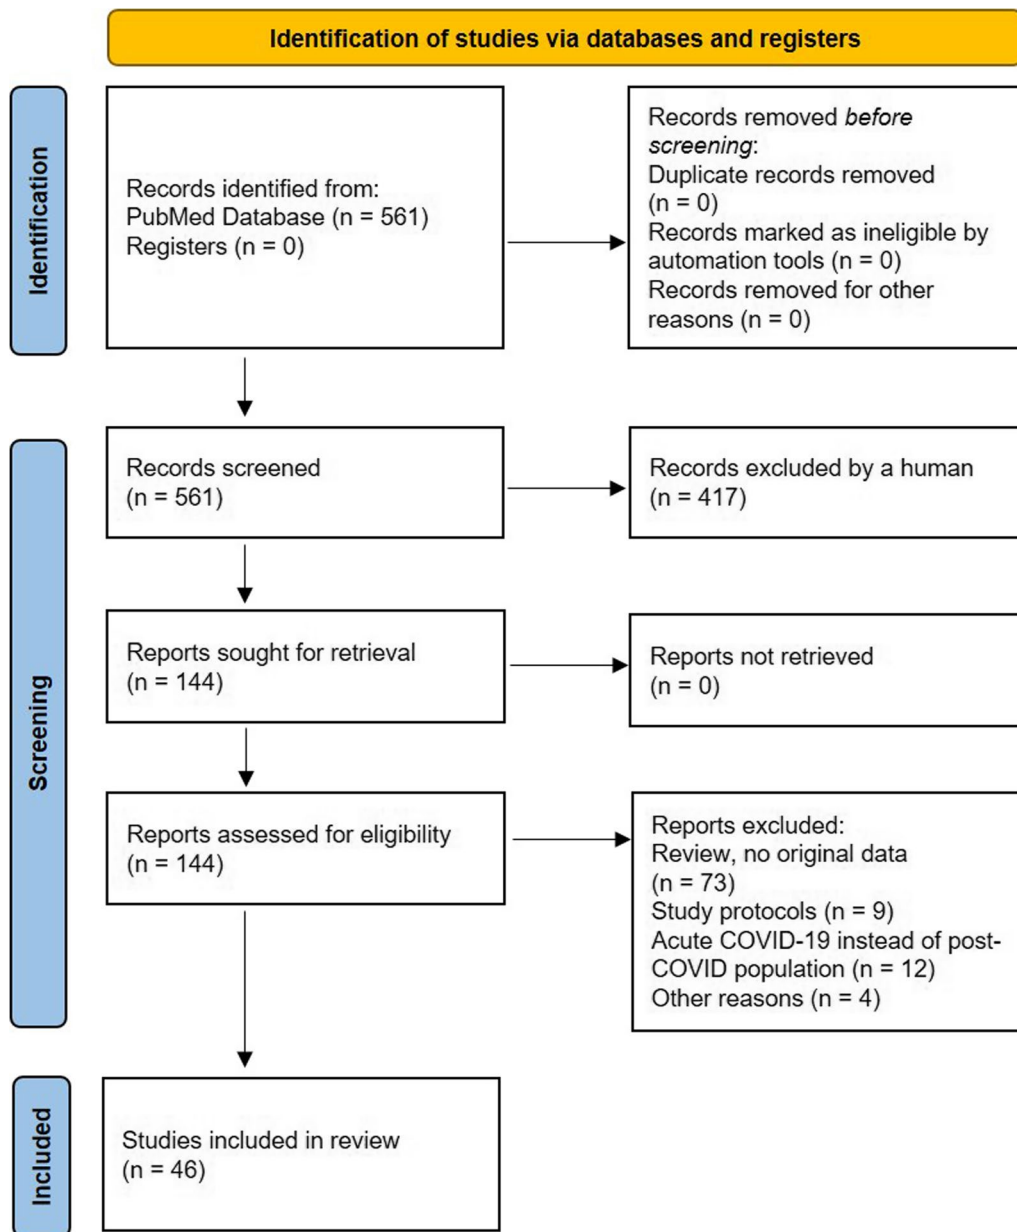 Identification of studies via databases and registers
Identification
Records identified from:
PubMed Database (n = 561)
Registers (n = 0)
Records removed before
screening:
Duplicate records removed
(n = 0)
Records marked as ineligible by
automation tools (n = 0)
Records removed for other
reasons (n = 0)
Screening
Records screened
(n = 561)
Records excluded by a human
(n = 417)
Reports sought for retrieval
(n = 144)
Reports not retrieved
(n = 0)
Reports assessed for eligibility
(n = 144)
Reports excluded:
Review, no original data
(n = 73)
Study protocols (n = 9)
Acute COVID-19 instead of post-
COVID population (n = 12)
Other reasons (n = 4)
Included
Studies included in review
(n = 46)